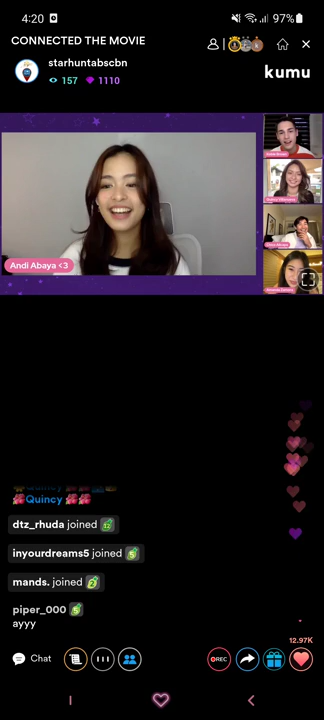 4:20
97%
CONNECTED THE MOVIE
starhuntabscbn
157
1110
kumu
Andi Abaya <3
Quincy
Quincy
dtz_rhuda joined
inyourdreams5 joined
mands. joined
piper_000
ayyy
12.97K
Chat
REC